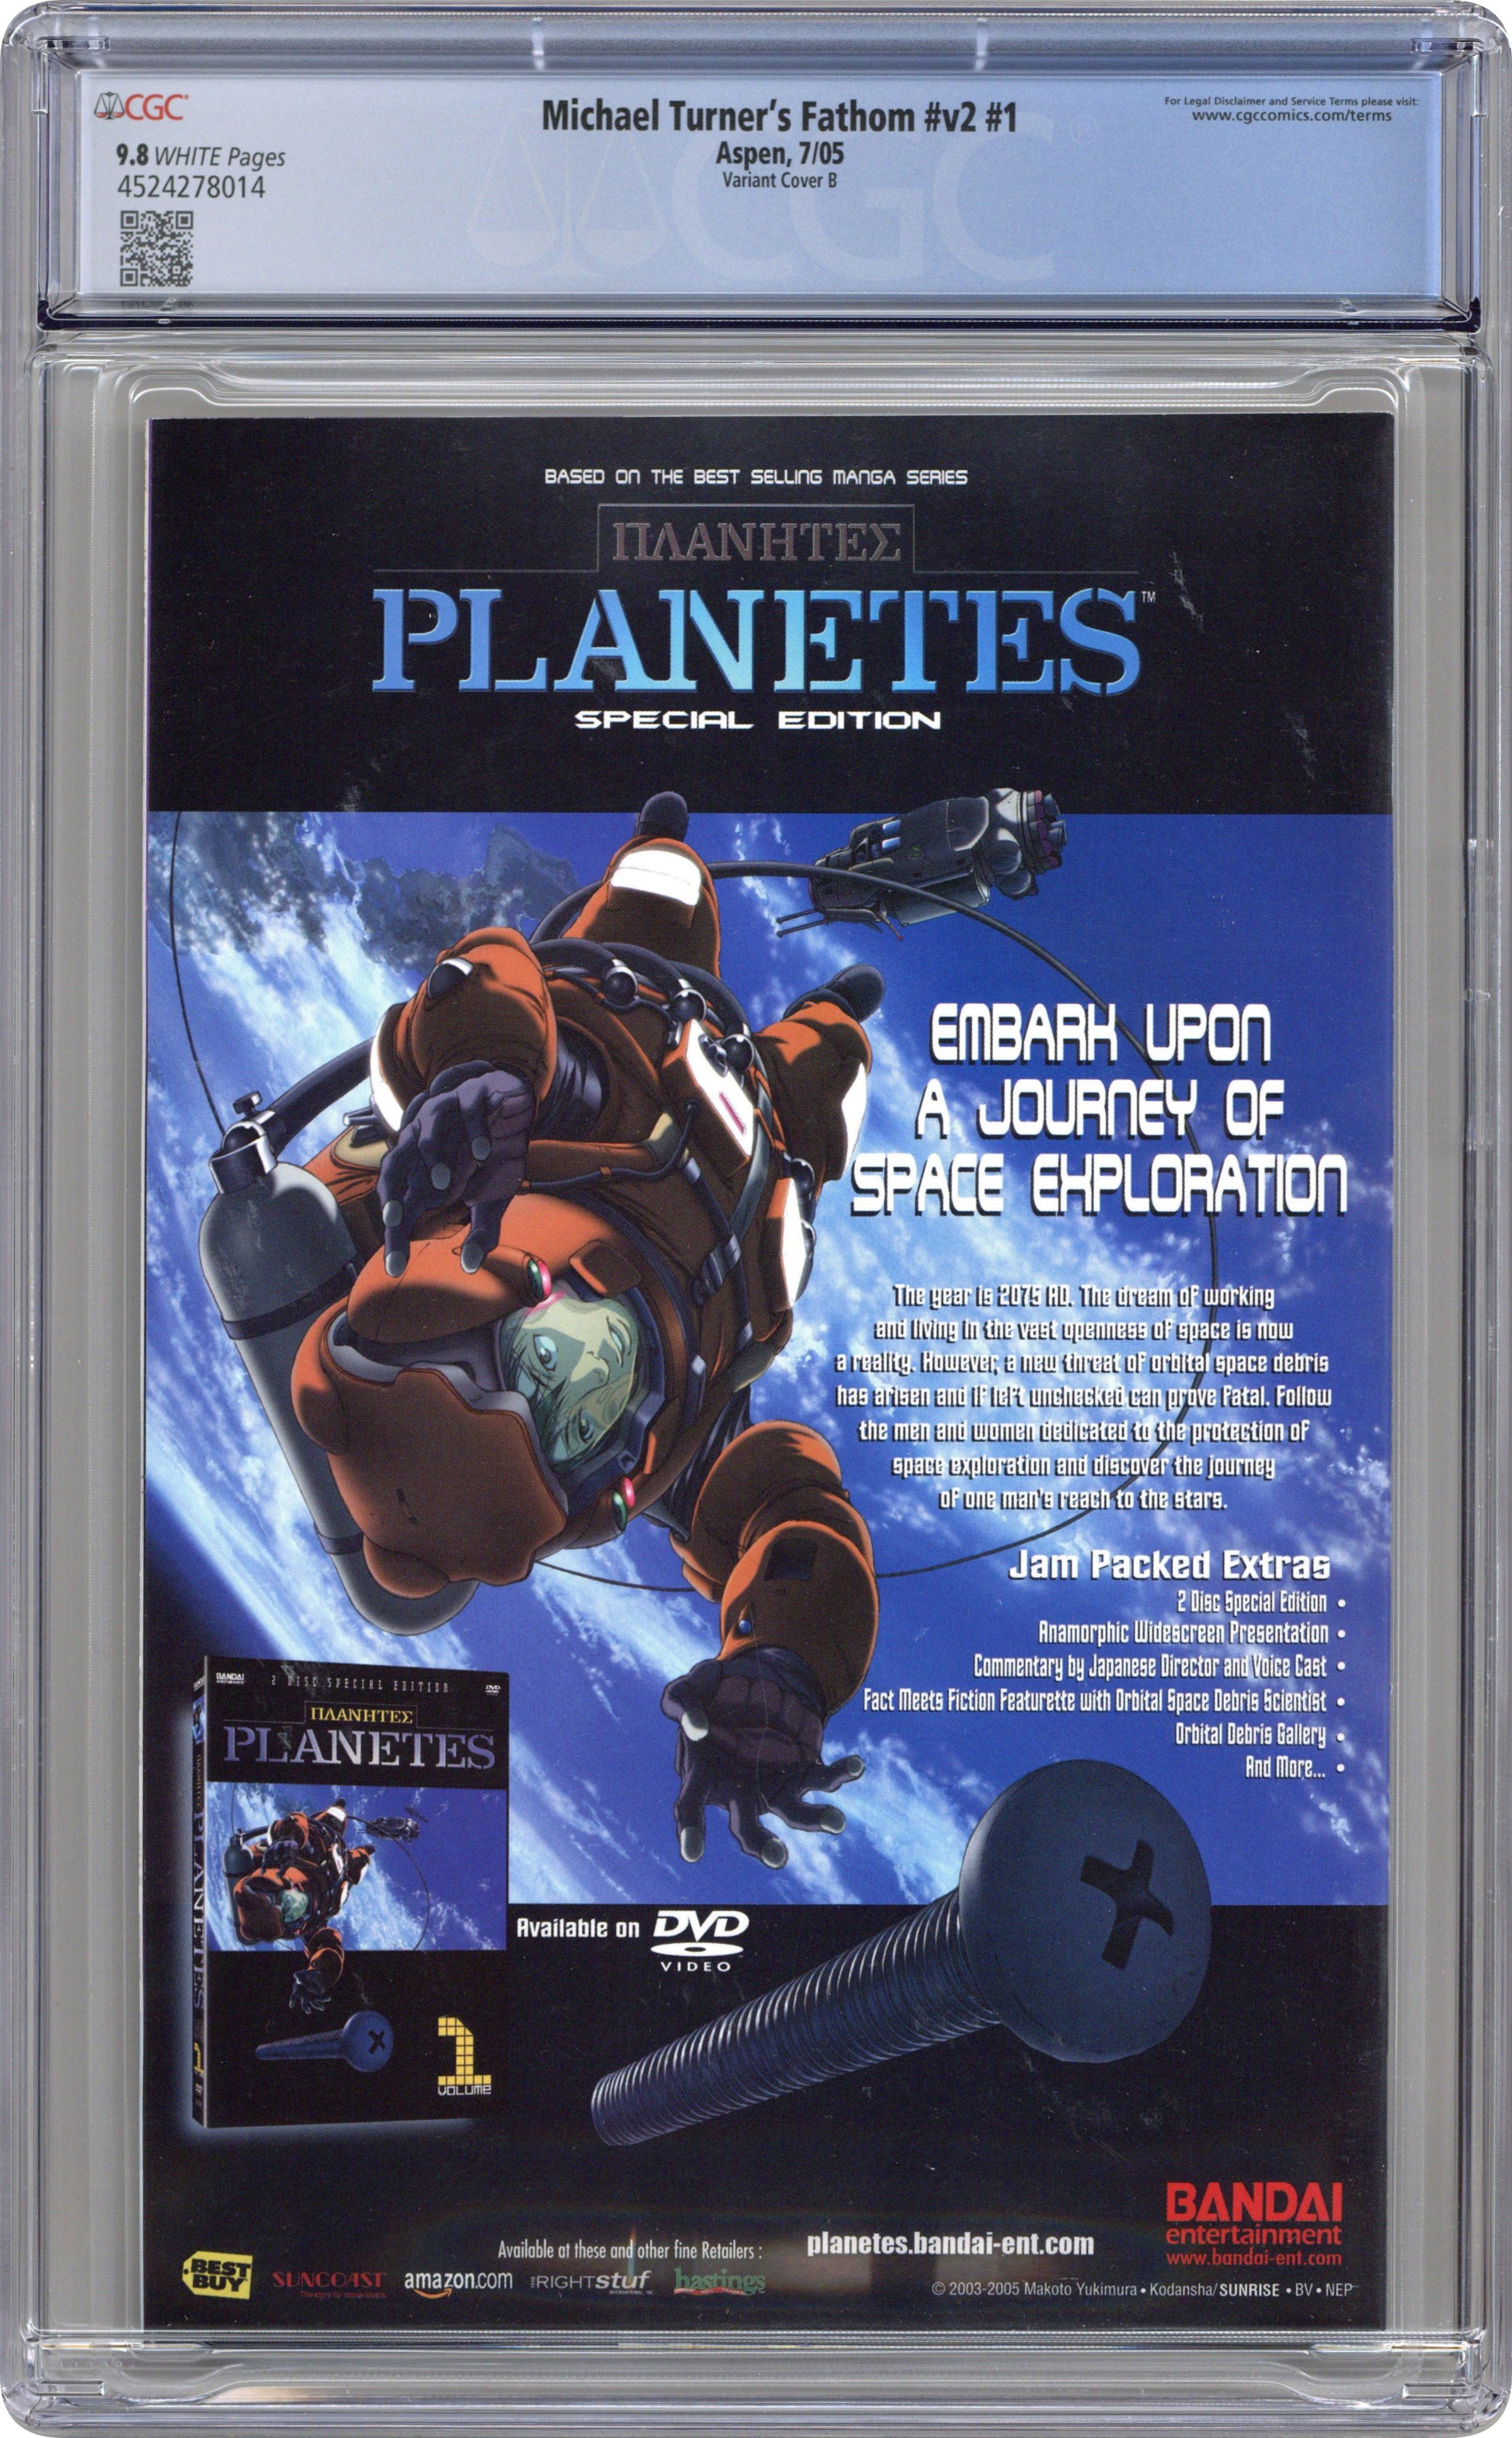 CGC
9.8 WHITE Pages
4524278014
Michael Turner's Fathom #v2 #1
Aspen, 7/05
Variant Cover B
For Legal Disclaimer and Service Terms please visit:
www.cgccomics.com/terms
CGC
BASED ON THE BEST SELLING MANGA SERIES
ΠΛΑΝΗΤΕΣ
PLANETES™
SPECIAL EDITION
EMBARK UPON
A JOURNEY OF
SPACE EXPLORATION
The year is 2075 AD. The dream of working
and living in the vast openness of space is now
a reality. However, a new threat of orbital space debris
has arisen and if left unchecked can prove fatal. Follow
the men and women dedicated to the protection of
space exploration and discover the journey
of one man's reach to the stars.
Jam Packed Extras
2 Disc Special Edition •
Anamorphic Widescreen Presentation •
Commentary by Japanese Director and Voice Cast •
Fact Meets Fiction Featurette with Orbital Space Debris Scientist •
Orbital Debris Gallery •
And More... •
BANDAI
2 DISC SPECIAL EDITION
DVD
ΠΛΑΝΗΤΕΣ
PLANETES
PLANETES
1
VOLUME
Available on DVD
VIDEO
BANDAI
entertainment
www.bandai-ent.com
Available at these and other fine Retailers :
planetes.bandai-ent.com
BEST
BUY
SUNCOAST
amazon.com
THE RIGHT stuf
hastings
© 2003-2005 Makoto Yukimura • Kodansha/SUNRISE • BV • NEP